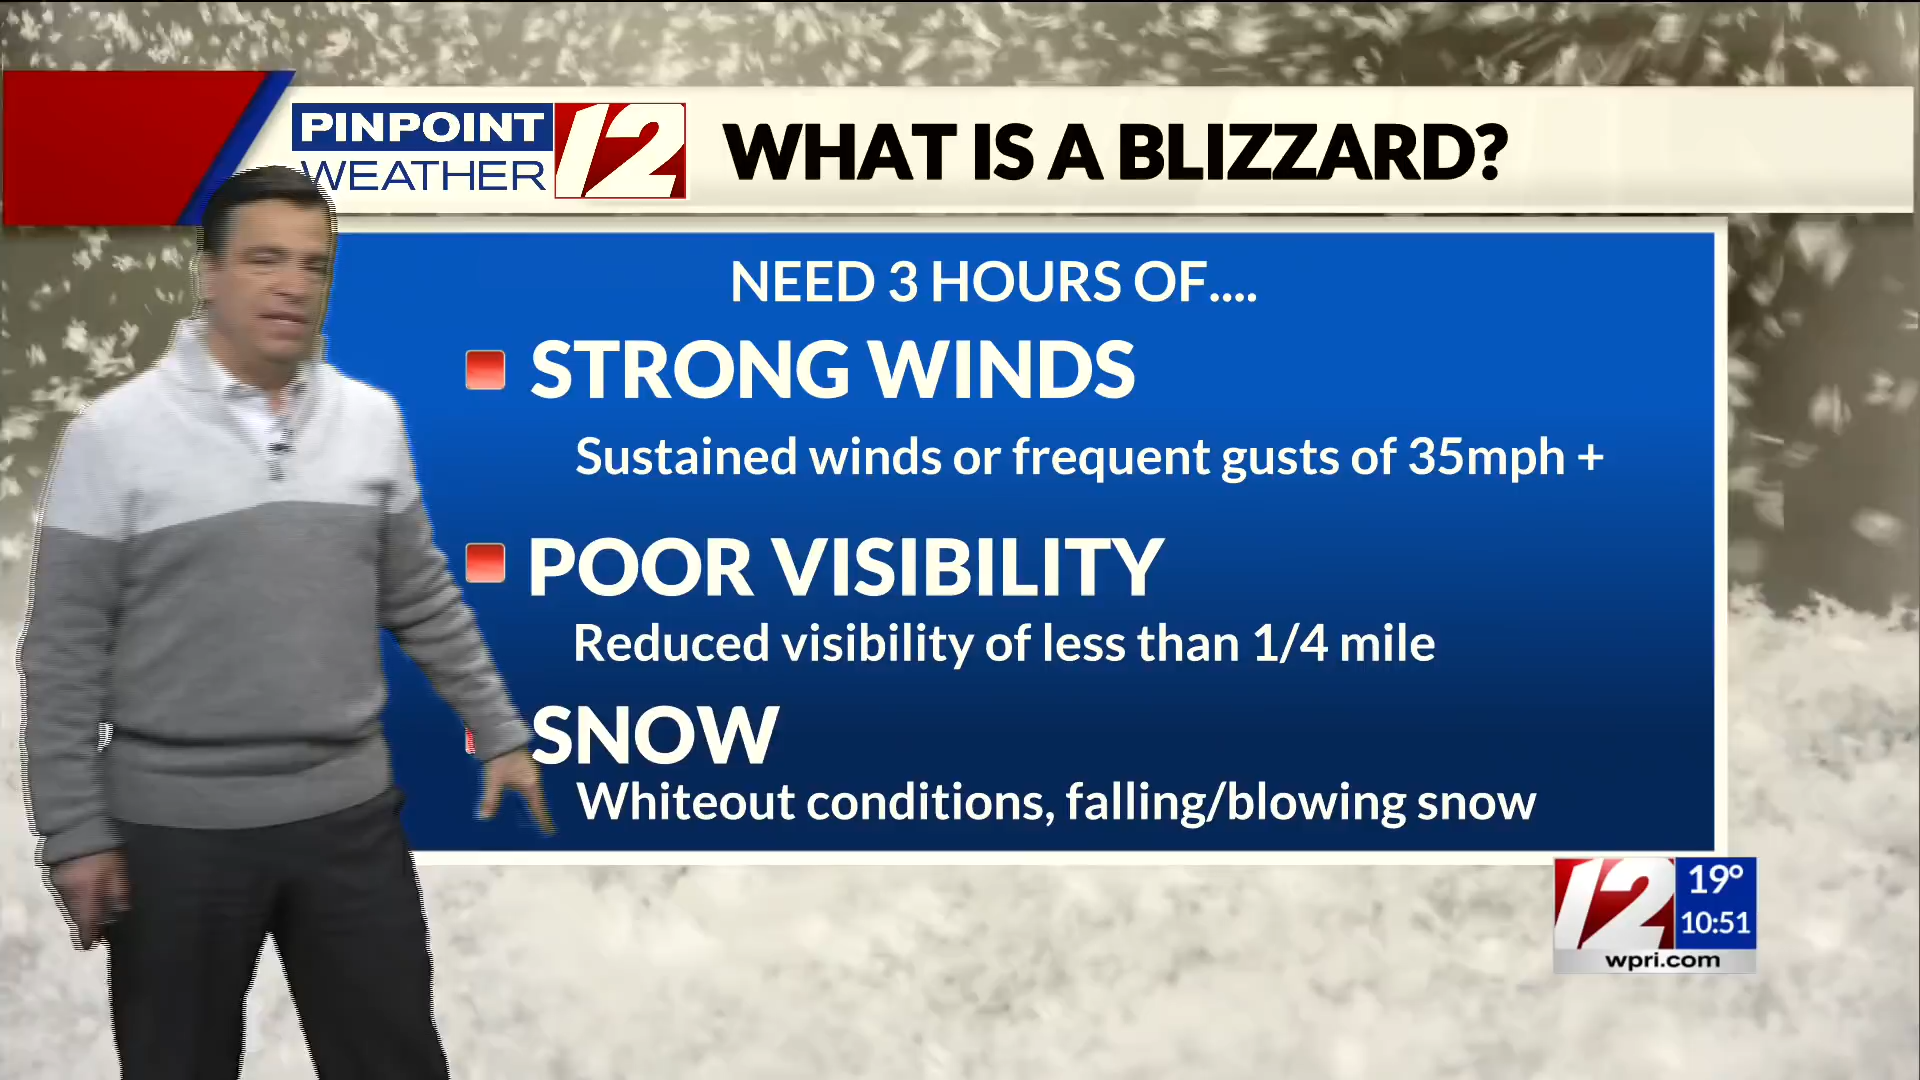 PINPOINT
WEATHER 12
WHAT IS A BLIZZARD?
NEED 3 HOURS OF....
STRONG WINDS
Sustained winds or frequent gusts of 35mph +
POOR VISIBILITY
Reduced visibility of less than 1/4 mile
SNOW
Whiteout conditions, falling/blowing snow
12
19°
10:51
wpri.com